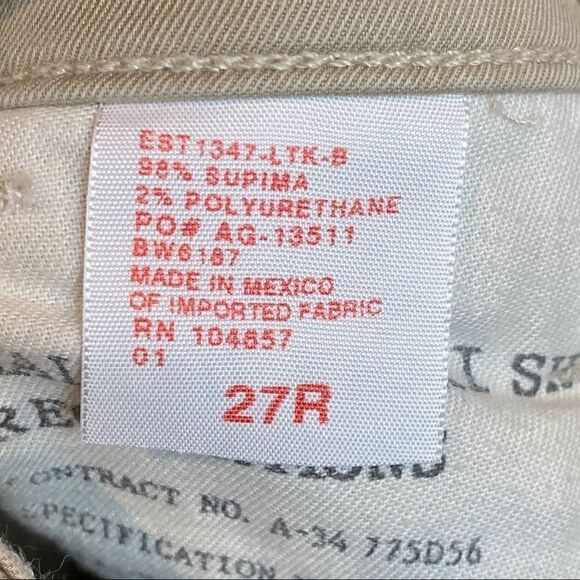 EST1347-LTK-B
98% SUPIMA
2% POLYURETHANE
PO# AG-13511
BW6187
MADE IN MEXICO
OF IMPORTED FABRIC
RN 104857
01
27R
CONTRACT NO. A-34 775D56
SPECIFICATION